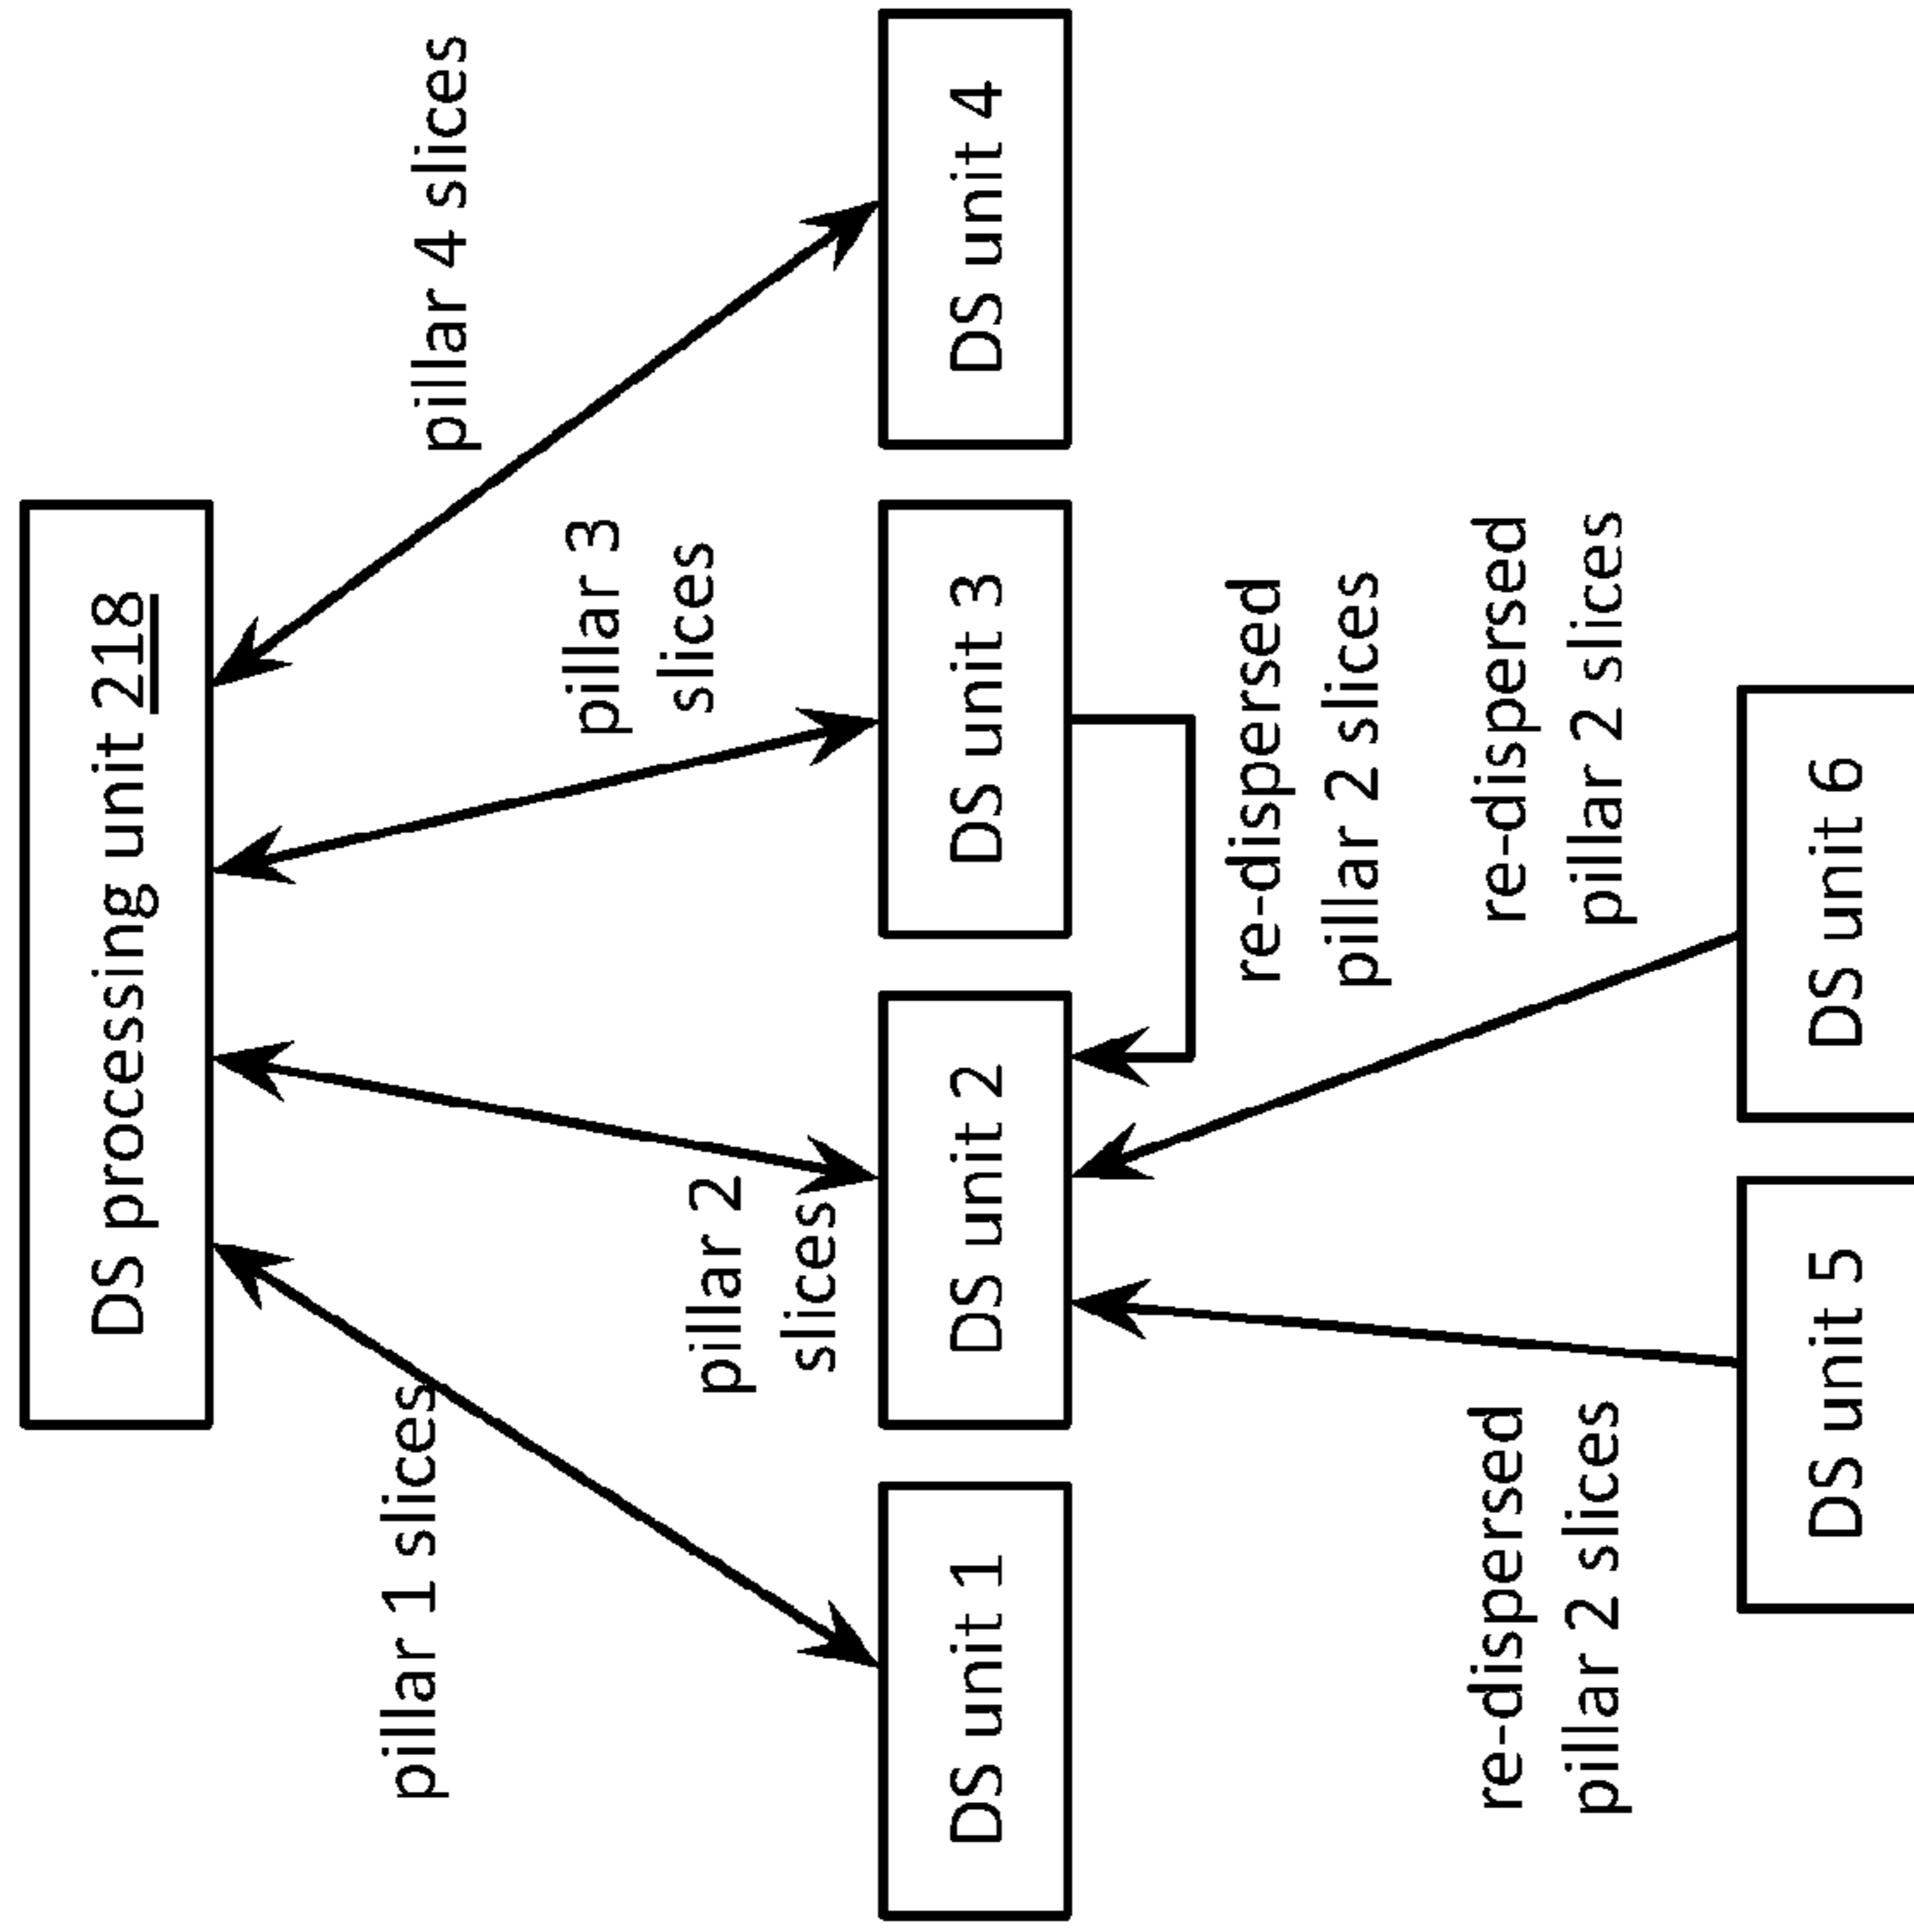 DS processing unit 218
pillar 1 slices
pillar 2
slices
pillar 3
slices
pillar 4 slices
DS unit 1
DS unit 2
DS unit 3
DS unit 4
re-dispersed
pillar 2 slices
re-dispersed
pillar 2 slices
re-dispersed
pillar 2 slices
DS unit 5
DS unit 6